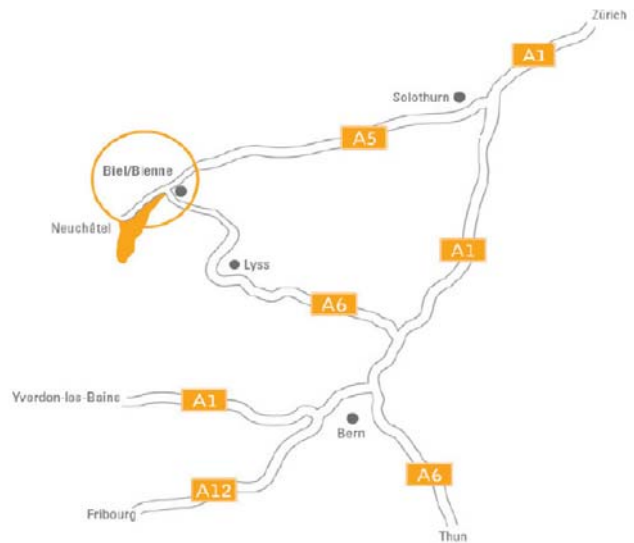 Zürich
A1
Solothurn
A5
Biel/Bienne
Neuchâtel
A1
Lyss
A6
Yverdon-les-Bains
A1
Bern
A6
A12
Fribourg
Thun